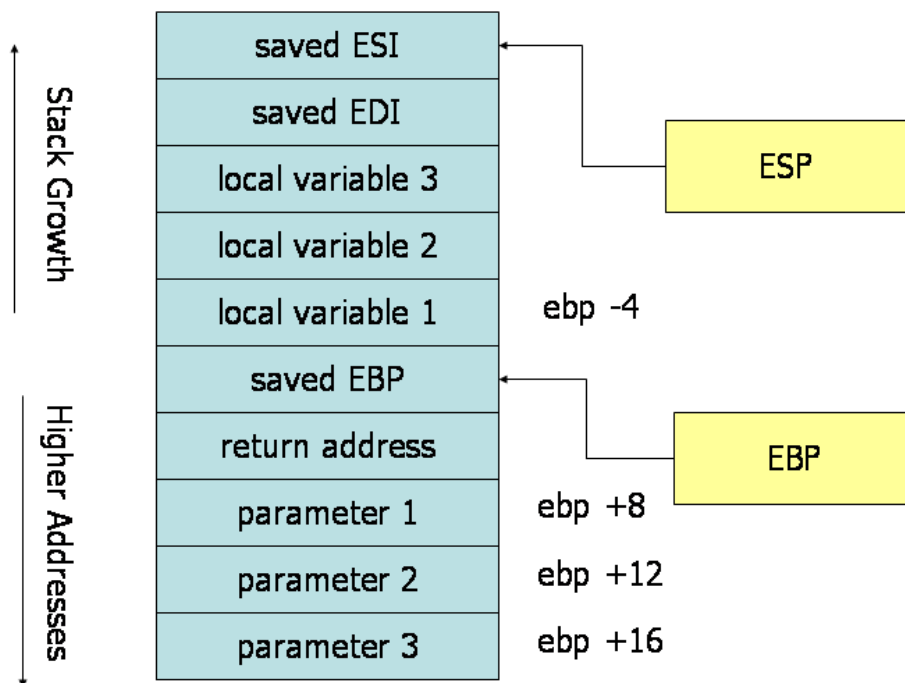 Stack Growth
Higher Addresses
saved ESI
saved EDI
local variable 3
local variable 2
local variable 1
ebp -4
saved EBP
return address
parameter 1
ebp +8
parameter 2
ebp +12
parameter 3
ebp +16
ESP
EBP